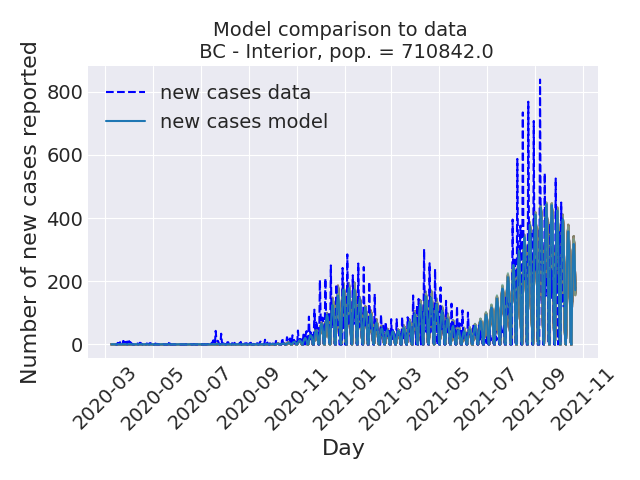 Model comparison to data
BC - Interior, pop. = 710842.0
Number of new cases reported
800
600
400
200
0
new cases data
new cases model
2020-03
2020-05
2020-07
2020-09
2020-11
2021-01
2021-03
2021-05
2021-07
2021-09
2021-11
Day